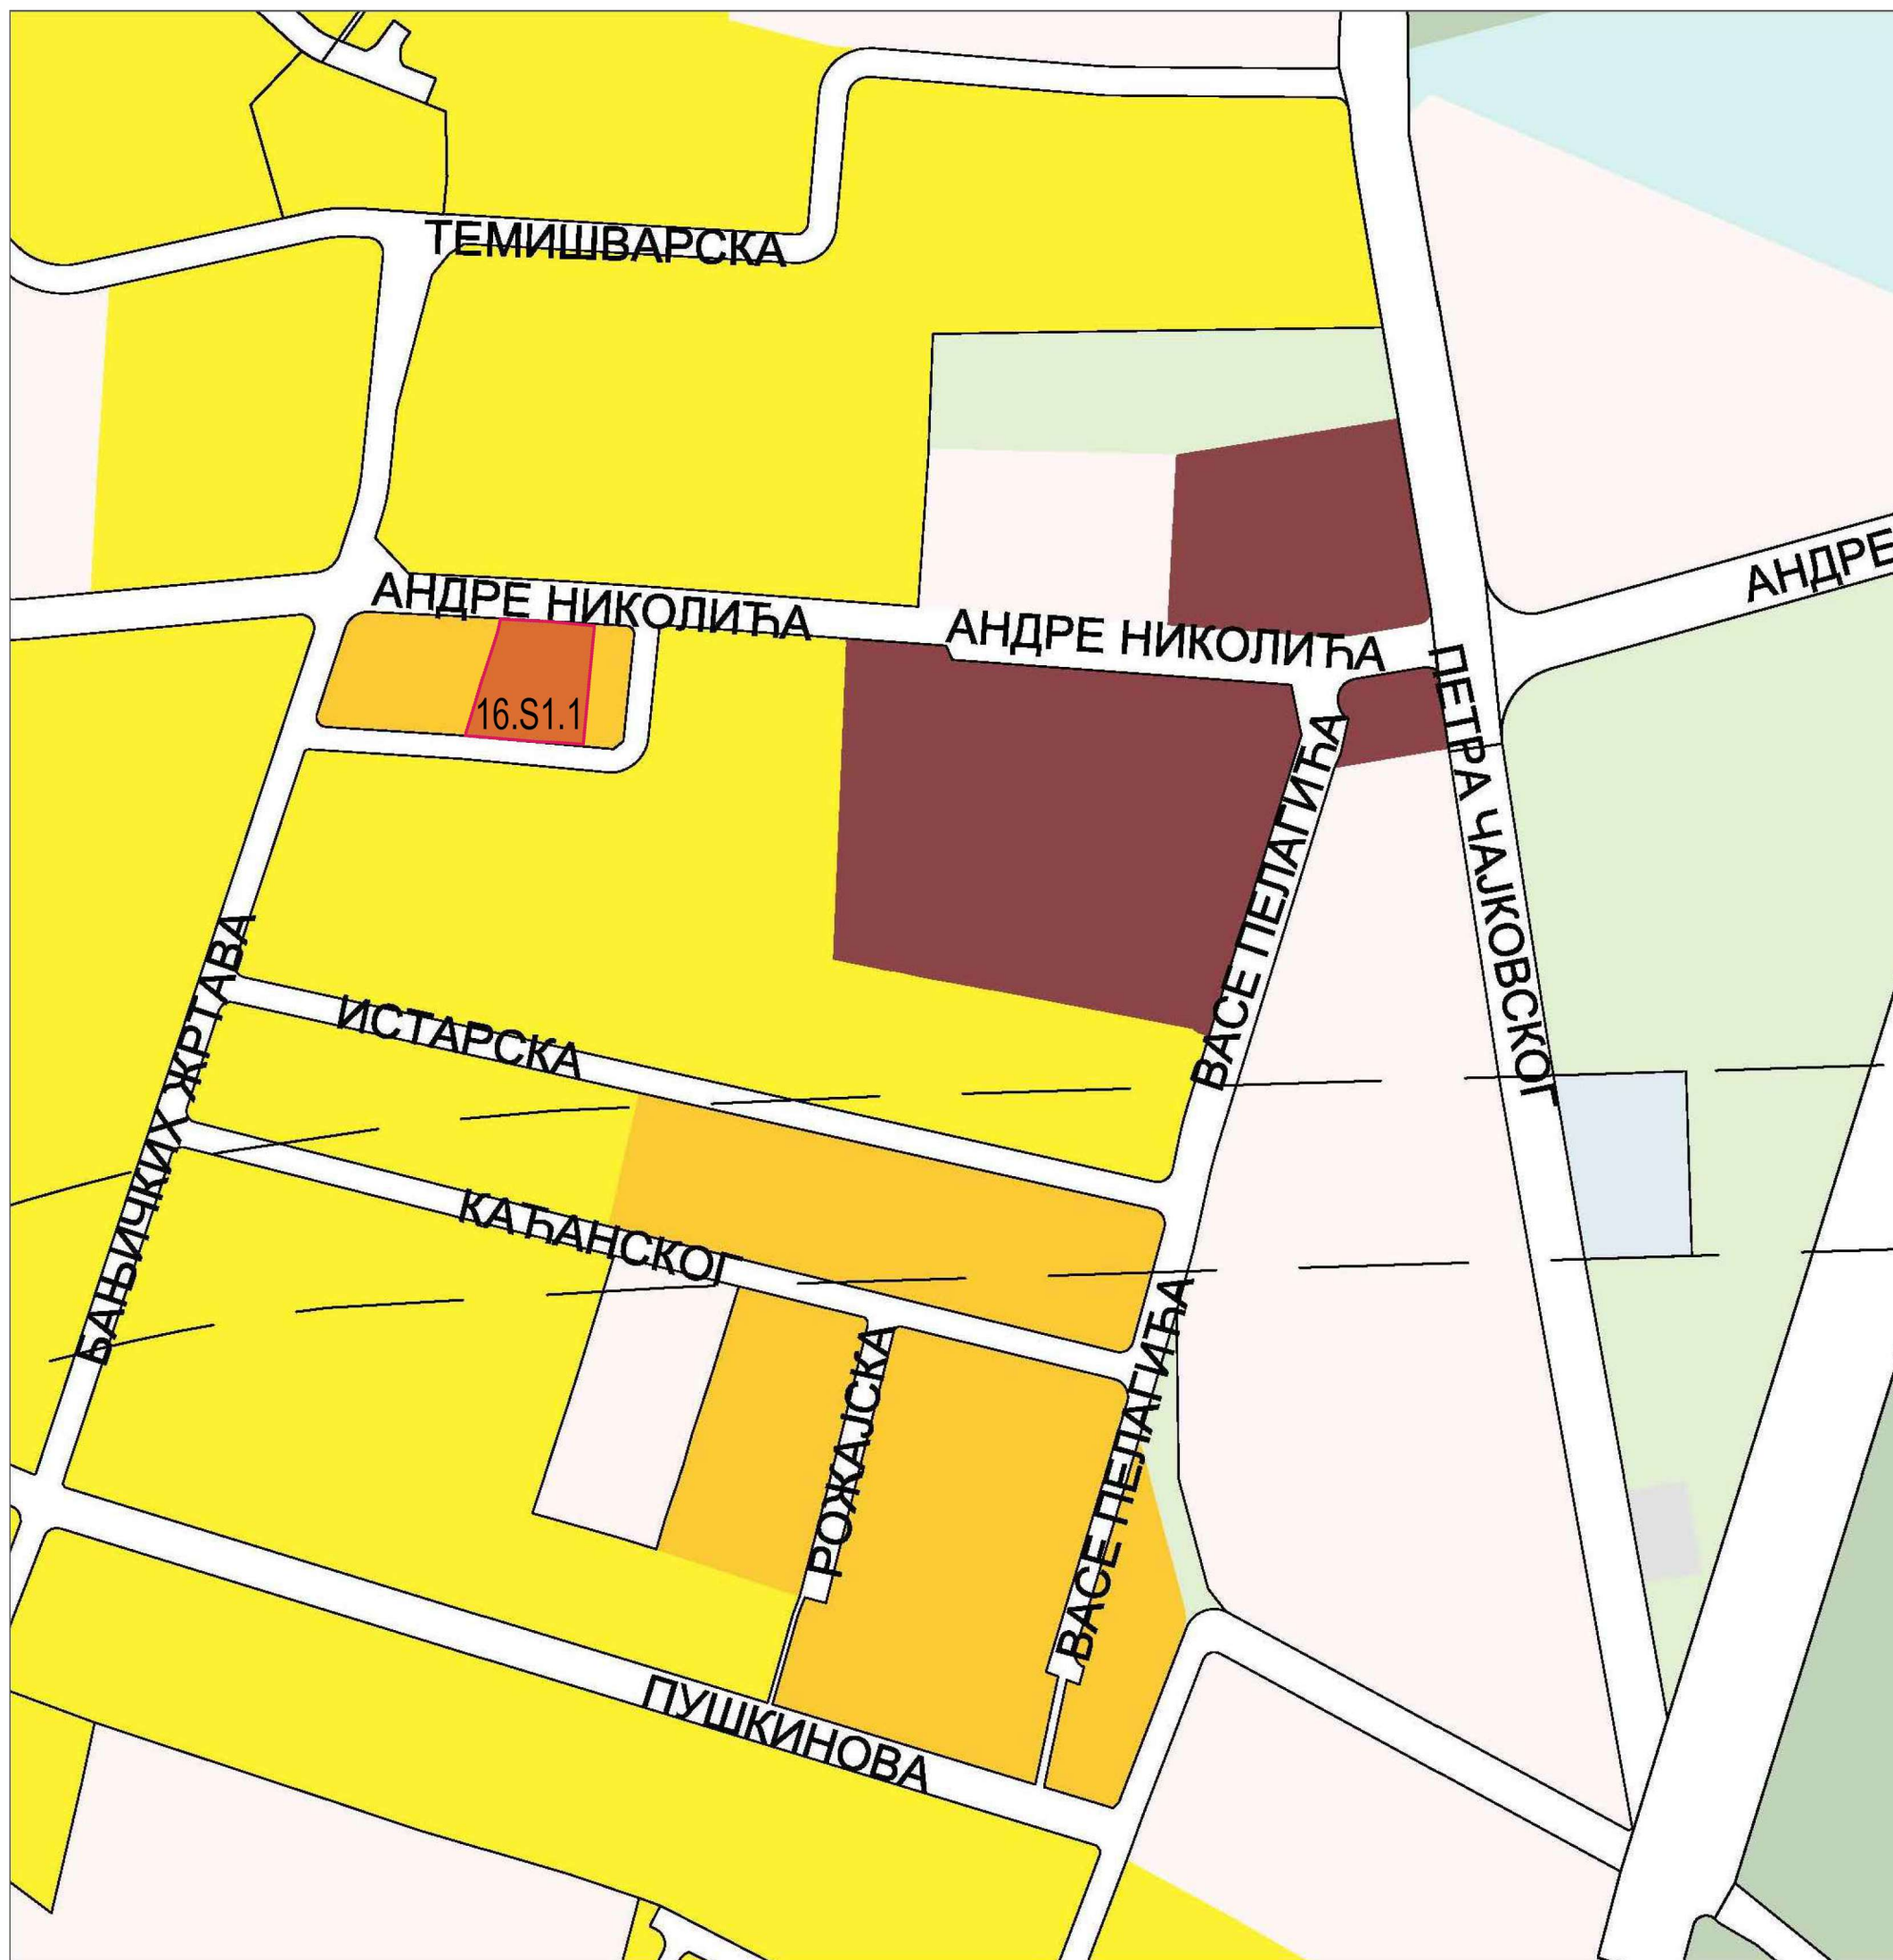 ТЕМИШВАРСКА
АНДРЕ
АНДРЕ НИКОЛИЋА
АНДРЕ НИКОЛИЋА
ПЕТРА ЧАЈКОВСКОГ
16.S1.1
ВАСЕ ПЕЛАГИЋА
БАЊИЧКИХ ЖРТАВА
ИСТАРСКА
КАЋАНСКОГ
ВАСЕ ПЕЛАГИЋА
РОЖАЈСКА
ПУШКИНОВА